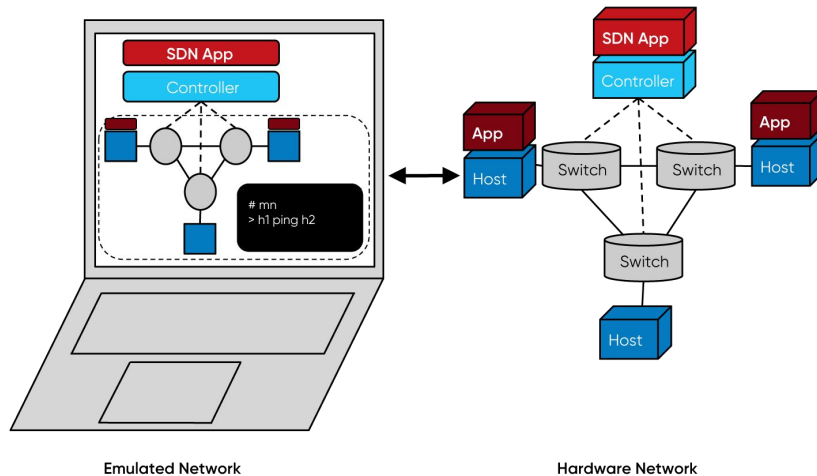 SDN App
Controller
# mn
> h1 ping h2
Emulated Network
SDN App
Controller
App
App
Host
Switch
Switch
Host
Switch
Host
Hardware Network